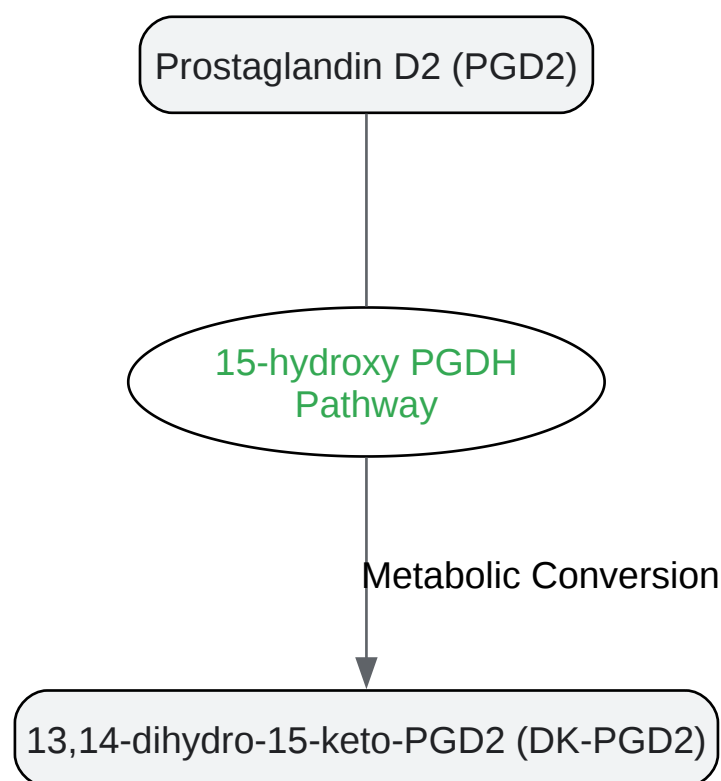 Prostaglandin D2 (PGD2)
15-hydroxy PGDH
Pathway
Metabolic Conversion
13,14-dihydro-15-keto-PGD2 (DK-PGD2)